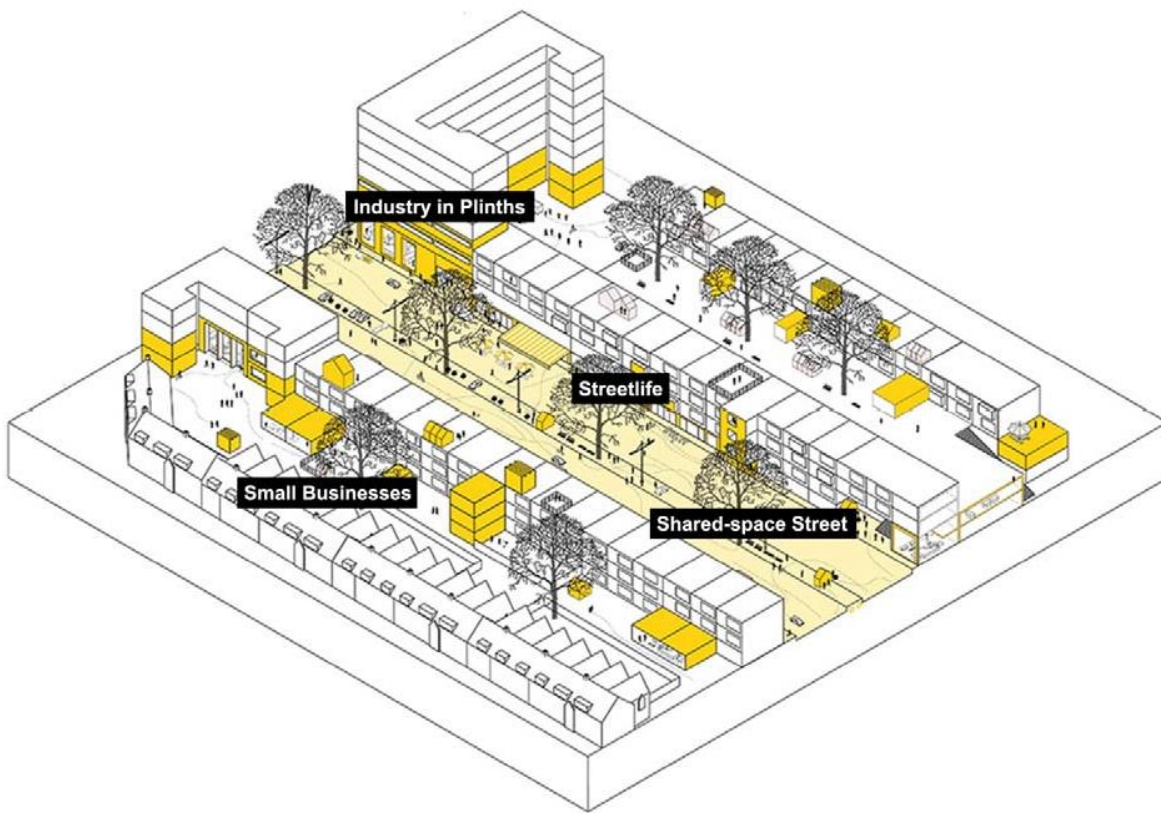 Industry in Plinths
Streetlife
Small Businesses
Shared-space Street